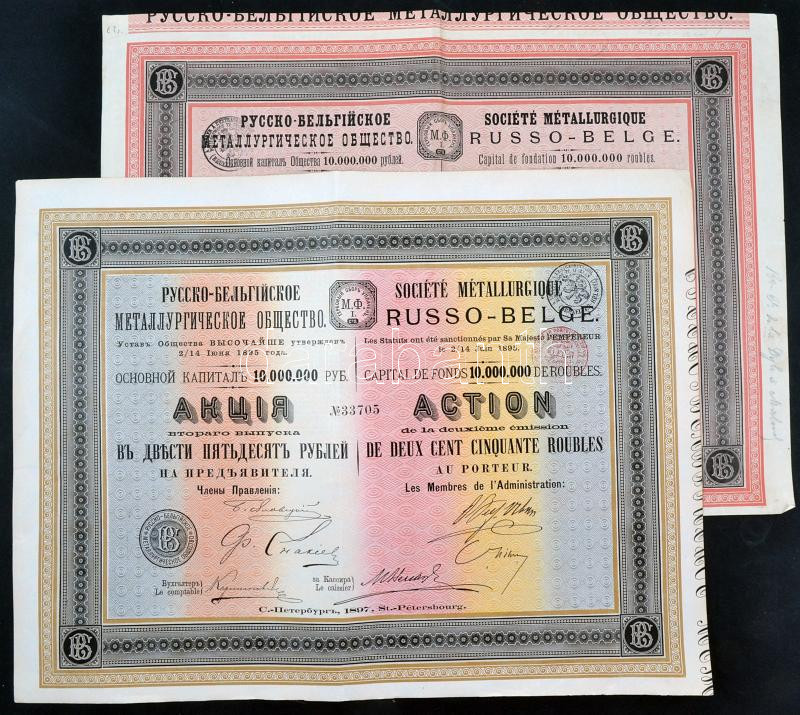 РУССКО-БЕЛЬГІЙСКОЕ МЕТАЛЛУРГИЧЕСКОЕ ОБЩЕСТВО.
РУССКО-БЕЛЬГІЙСКОЕ
МЕТАЛЛУРГИЧЕСКОЕ ОБЩЕСТВО.
Основной капиталъ Общества 10.000.000 рублей.
М.Ф.
I.
SOCIÉTÉ MÉTALLURGIQUE
RUSSO-BELGE.
Capital de fondation 10.000.000 roubles.
РУССКО-БЕЛЬГІЙСКОЕ
МЕТАЛЛУРГИЧЕСКОЕ ОБЩЕСТВО.
Уставъ Общества ВЫСОЧАЙШЕ утвержденъ
2/14 Іюня 1895 года.
ОСНОВНОЙ КАПИТАЛЪ 10.000.000 РУБ.
АКЦІЯ
втораго выпуска
ВЪ ДВѢСТИ ПЯТЬДЕСЯТЪ РУБЛЕЙ
НА ПРЕДЪЯВИТЕЛЯ.
Члены Правленія:
М.Ф.
I.
№33705
SOCIÉTÉ MÉTALLURGIQUE
RUSSO-BELGE.
Les Statuts ont été sanctionnés par Sa Majesté l'EMPEREUR
le 2/14 Juin 1895.
CAPITAL DE FONDS 10.000.000 DE ROUBLES.
ACTION
de la deuxième émission
DE DEUX CENT CINQUANTE ROUBLES
AU PORTEUR.
Les Membres de l'Administration:
Бухгалтеръ
Le comptable
за Кассира
Le caissier
С.-Петербургъ, 1897, St.-Pétersbourg.